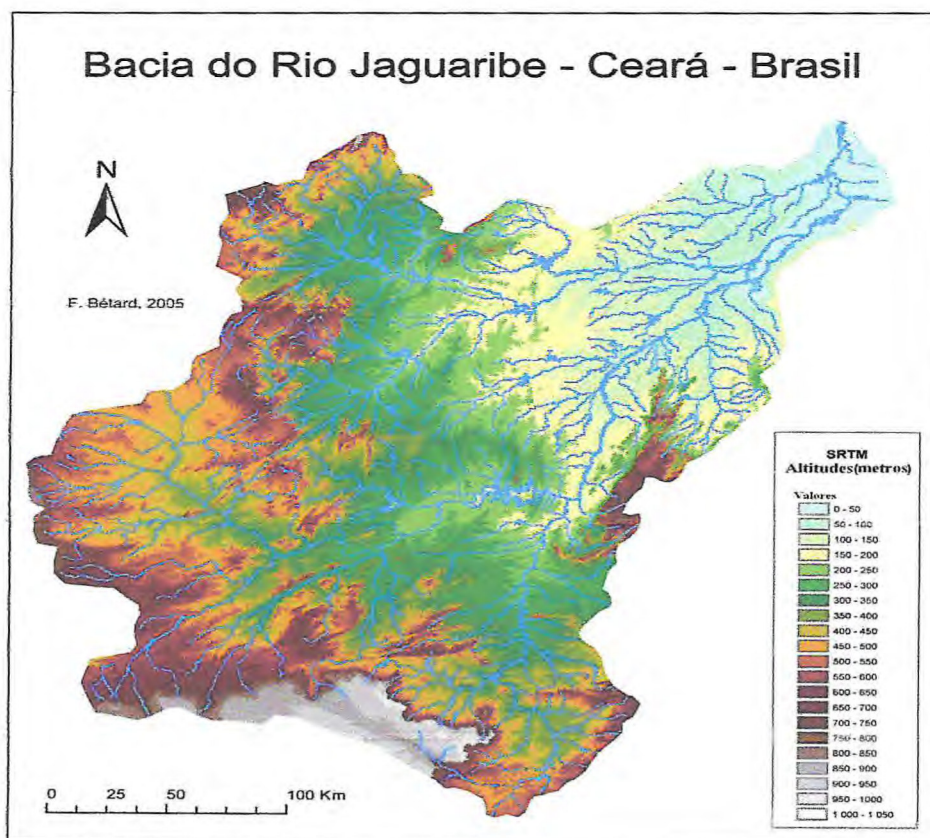 Bacia do Rio Jaguaribe - Ceará - Brasil
N
F. Bétard, 2005
SRTM
Altitudes(metros)
Valores
0 - 50
50 - 100
100 - 150
150 - 200
200 - 250
250 - 300
300 - 350
350 - 400
400 - 450
450 - 500
500 - 550
550 - 600
600 - 650
650 - 700
700 - 750
750 - 800
800 - 850
850 - 900
900 - 950
950 - 1000
1 000 - 1 050
0 25 50 100 Km